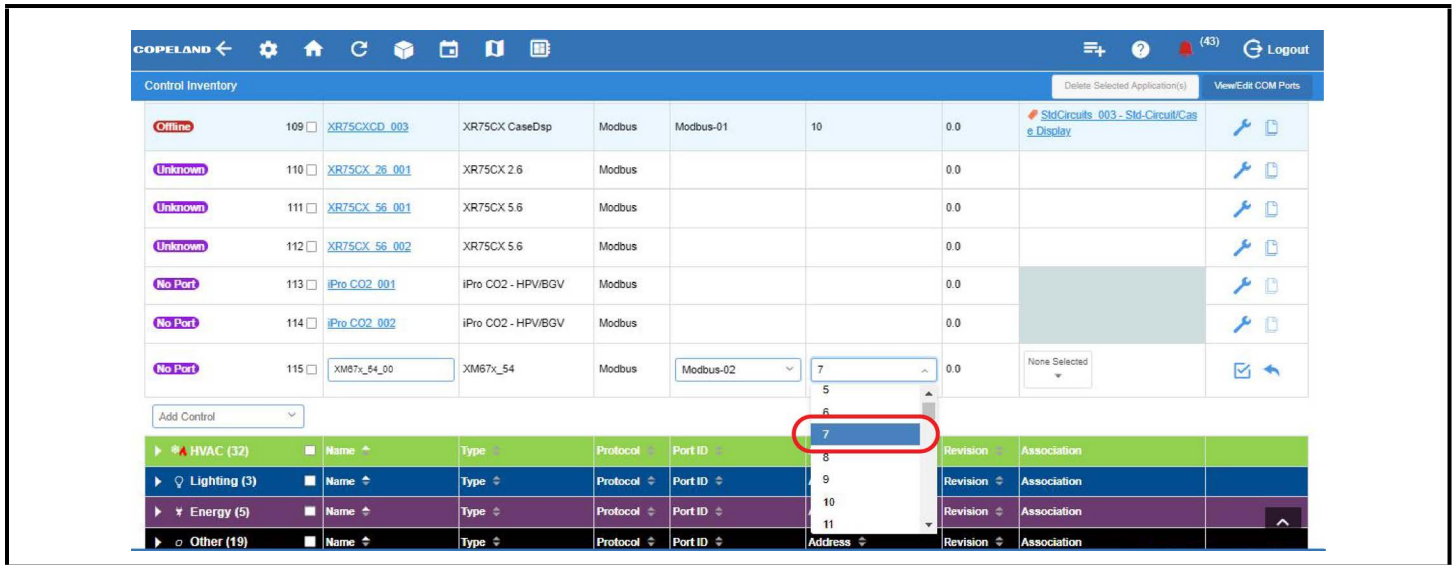 COPELAND (43) Logout
Control Inventory Delete Selected Application(s) View/Edit COM Ports
Offline 109 XR75CXCD_003 XR75CX CaseDsp Modbus Modbus-01 10 0.0 StdCircuits_003 - Std-Circuit/Cas
e Display
Unknown 110 XR75CX_26_001 XR75CX 2.6 Modbus 0.0
Unknown 111 XR75CX_56_001 XR75CX 5.6 Modbus 0.0
Unknown 112 XR75CX_56_002 XR75CX 5.6 Modbus 0.0
No Port 113 iPro CO2_001 iPro CO2 - HPV/BGV Modbus 0.0
No Port 114 iPro CO2_002 iPro CO2 - HPV/BGV Modbus 0.0
No Port 115 XM67x_54_00 XM67x_54 Modbus Modbus-02 7 0.0 None Selected
5
Add Control 6
HVAC (32) Name Type Protocol Port ID 7 Revision Association
8
Lighting (3) Name Type Protocol Port ID 9 Revision Association
Energy (5) Name Type Protocol Port ID 10 Revision Association
11
Other (19) Name Type Protocol Port ID Address Revision Association